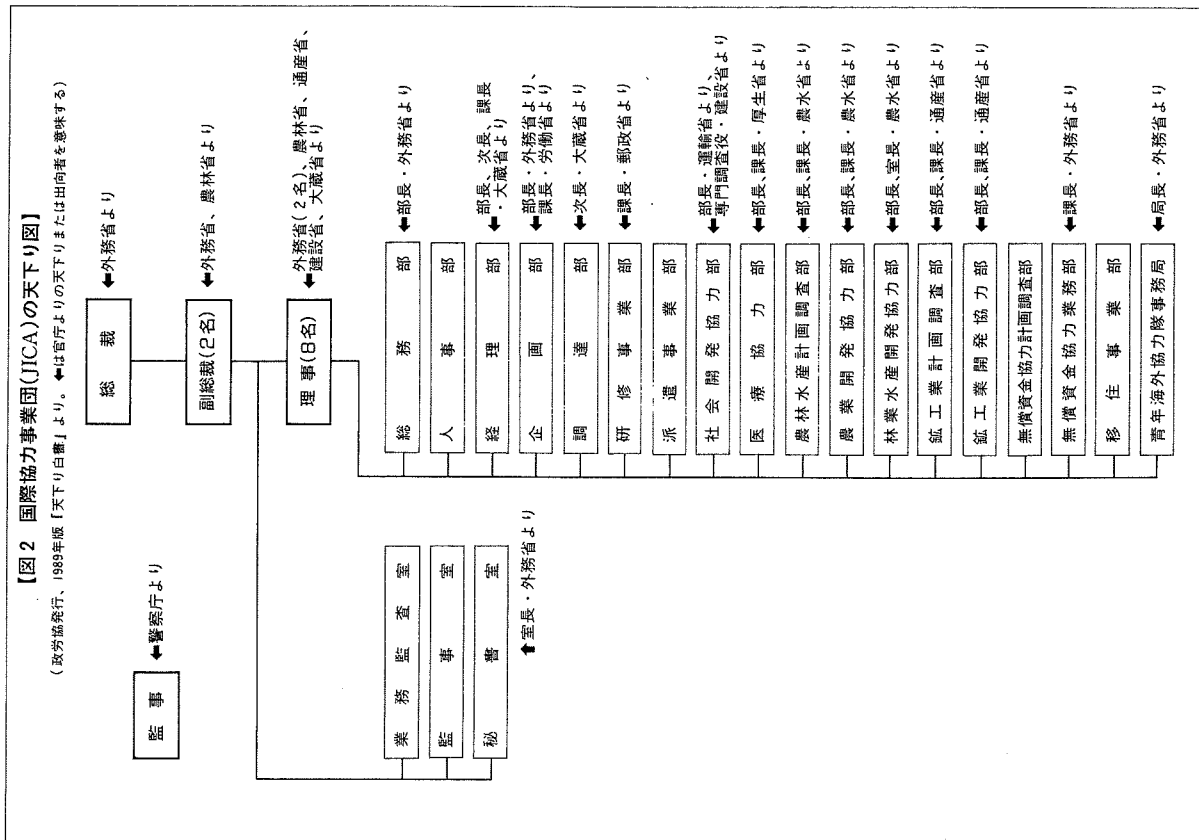 【図2 国際協力事業団(JICA)の天下り図】
(政労協発行、1989年版『天下り白書』より。⬅は官庁よりの天下りまたは出向者を意味する)
総裁
⬅外務省より
監事
⬅警察庁より
副総裁(2名)
⬅外務省、農林省より
理事(8名)
⬅外務省(2名)、農林省、通産省、
建設省、大蔵省より
業務監査室
監事室
秘書室
⬆室長・外務省より
総務部
⬅部長・外務省より
人事部
経理部
⬅部長、次長、課長
・大蔵省より
企画部
⬅部長・外務省より、
課長・労働省より
調達部
⬅次長・大蔵省より
研修事業部
⬅課長・郵政省より
派遣事業部
社会開発協力部
⬅部長・運輸省より、
専門調査役・建設省より
医療協力部
⬅部長、課長・厚生省より
農林水産計画調査部
⬅部長、課長・農水省より
農業開発協力部
⬅部長、課長・農水省より
林業水産開発協力部
⬅部長、室長・農水省より
鉱工業計画調査部
⬅部長、課長・通産省より
鉱工業開発協力部
⬅部長、課長・通産省より
無償資金協力計画調査部
無償資金協力業務部
⬅課長・外務省より
移住事業部
青年海外協力隊事務局
⬅局長・外務省より